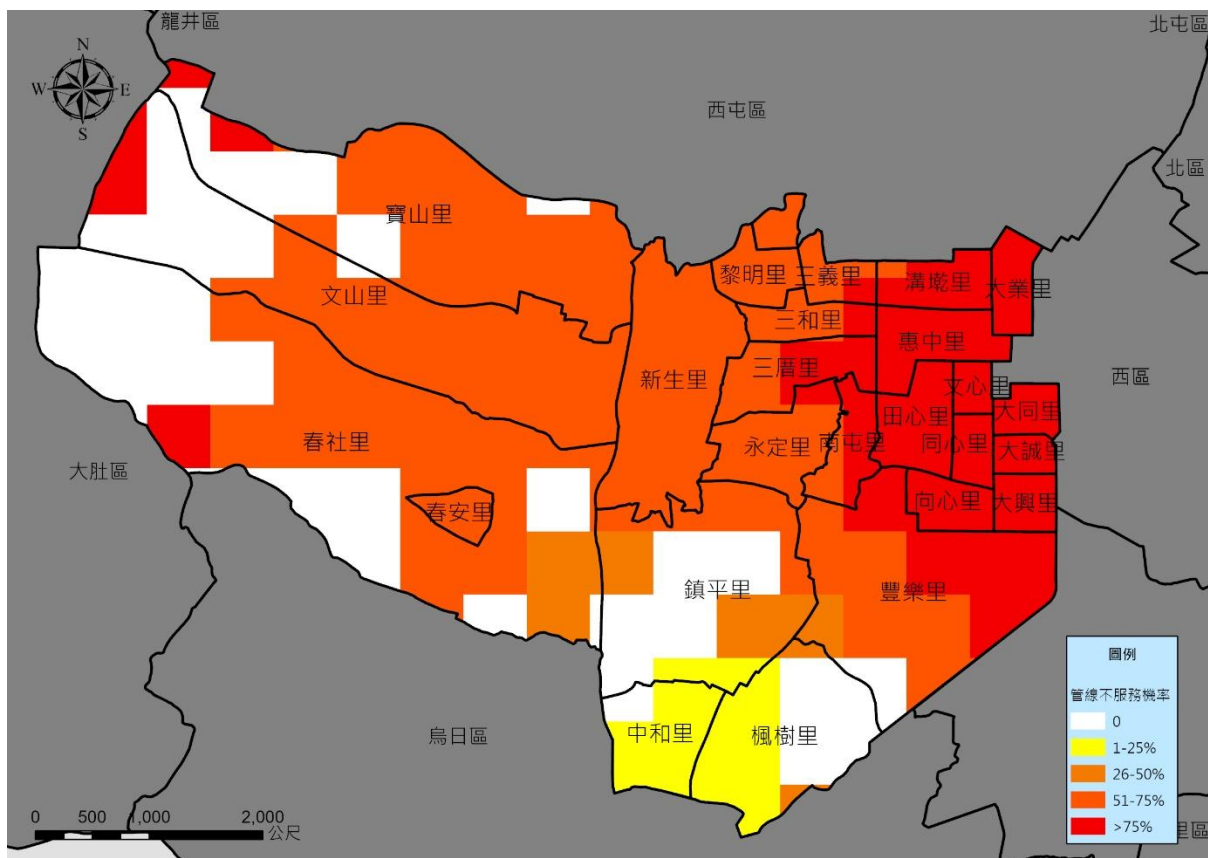 龍井區
北屯區
N
W
E
S
西屯區
北區
寶山里
黎明里
三義里
溝墘里
大業里
文山里
三和里
惠中里
三厝里
新生里
文心里
西區
大同里
田心里
春社里
永定里
南屯里
同心里
大誠里
大肚區
春安里
向心里
大興里
鎮平里
豐樂里
圖例
管線不服務機率
0
1-25%
26-50%
51-75%
>75%
烏日區
中和里
楓樹里
0 500 1,000 2,000
公尺
里區